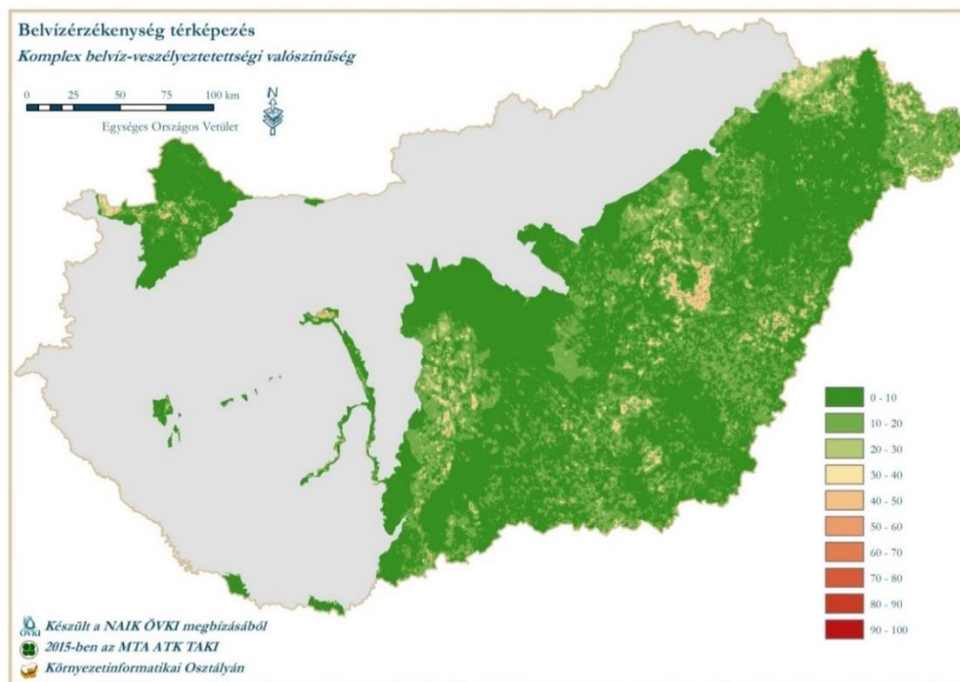 Belvízérzékenység térképezés
Komplex belvíz-veszélyeztetettségi valószínűség
0 25 50 75 100 km
N
Egységes Országos Vetület
0 - 10
10 - 20
20 - 30
30 - 40
40 - 50
50 - 60
60 - 70
70 - 80
80 - 90
90 - 100
ÖVKI
Készült a NAIK ÖVKI megbízásából
2015-ben az MTA ATK TAKI
Környezetinformatikai Osztályán